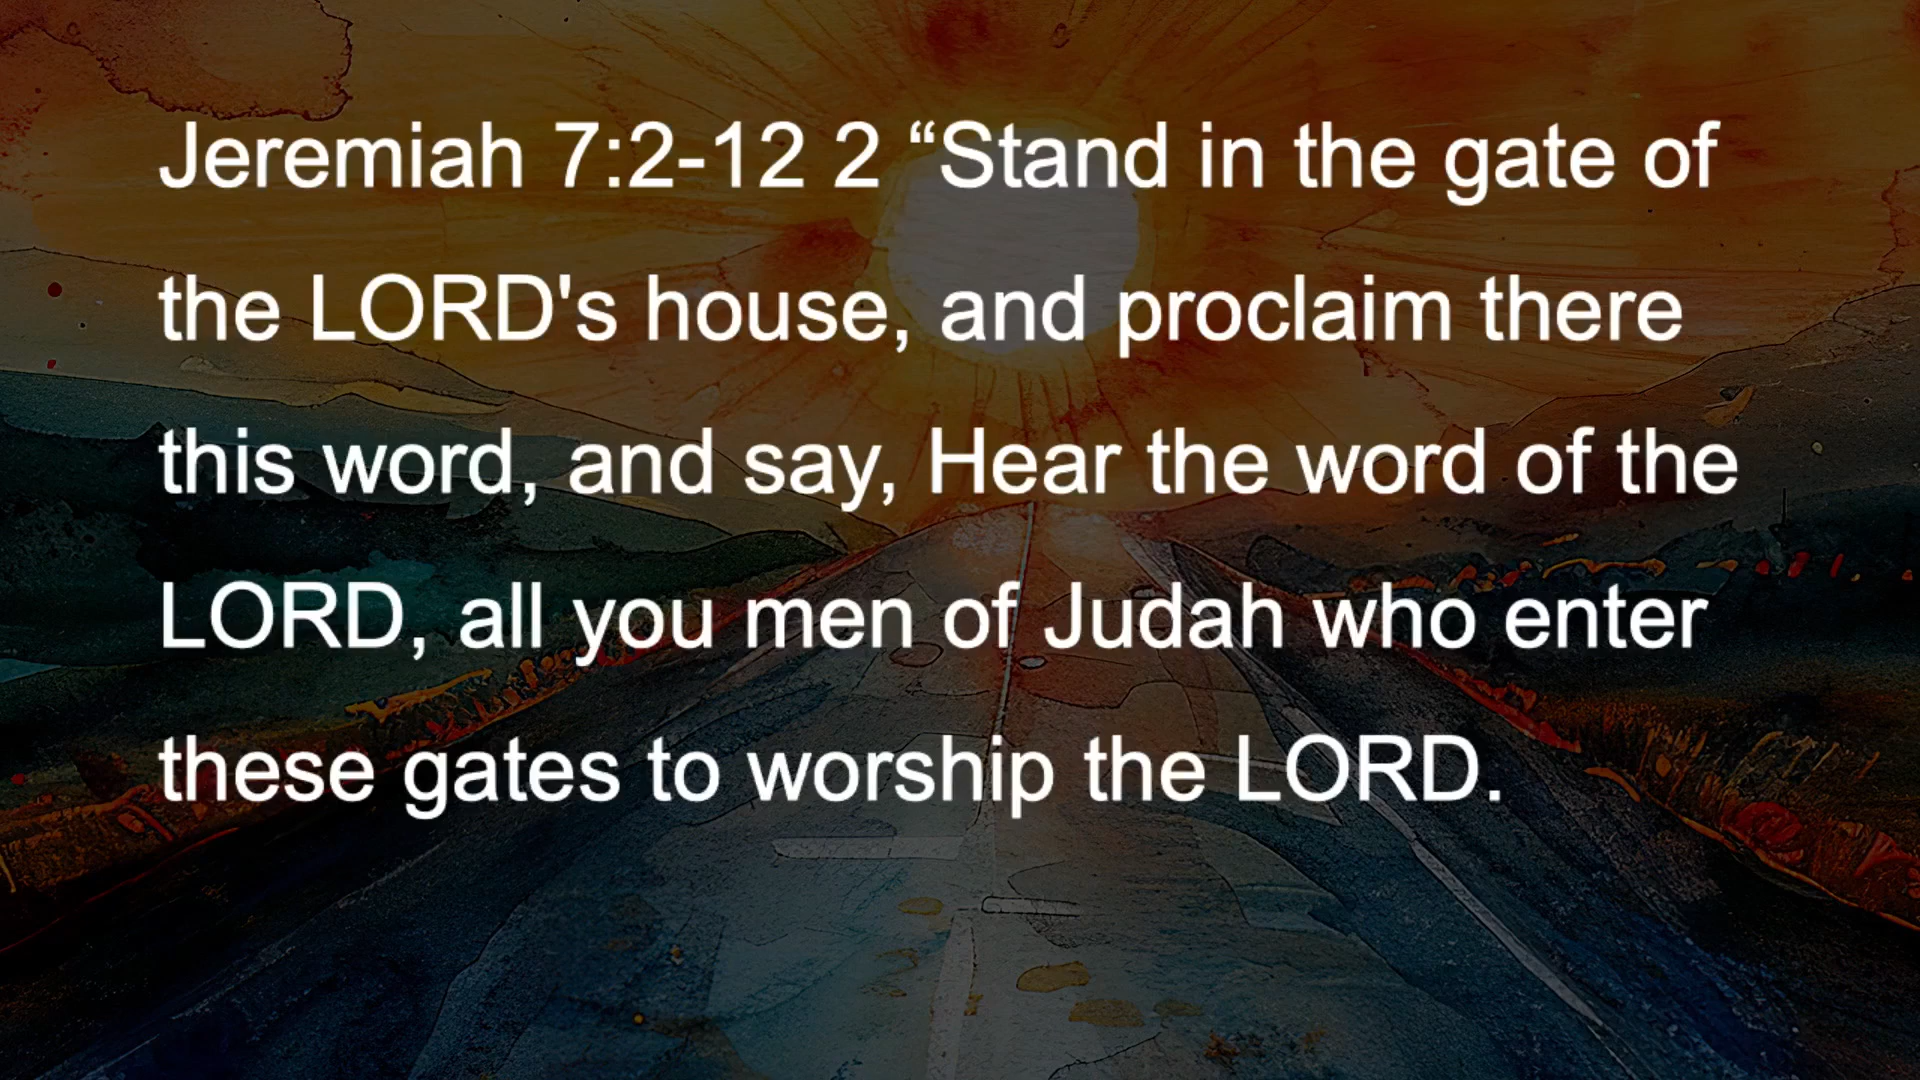 Jeremiah 7:2-12 2 “Stand in the gate of
the LORD's house, and proclaim there
this word, and say, Hear the word of the
LORD, all you men of Judah who enter
these gates to worship the LORD.